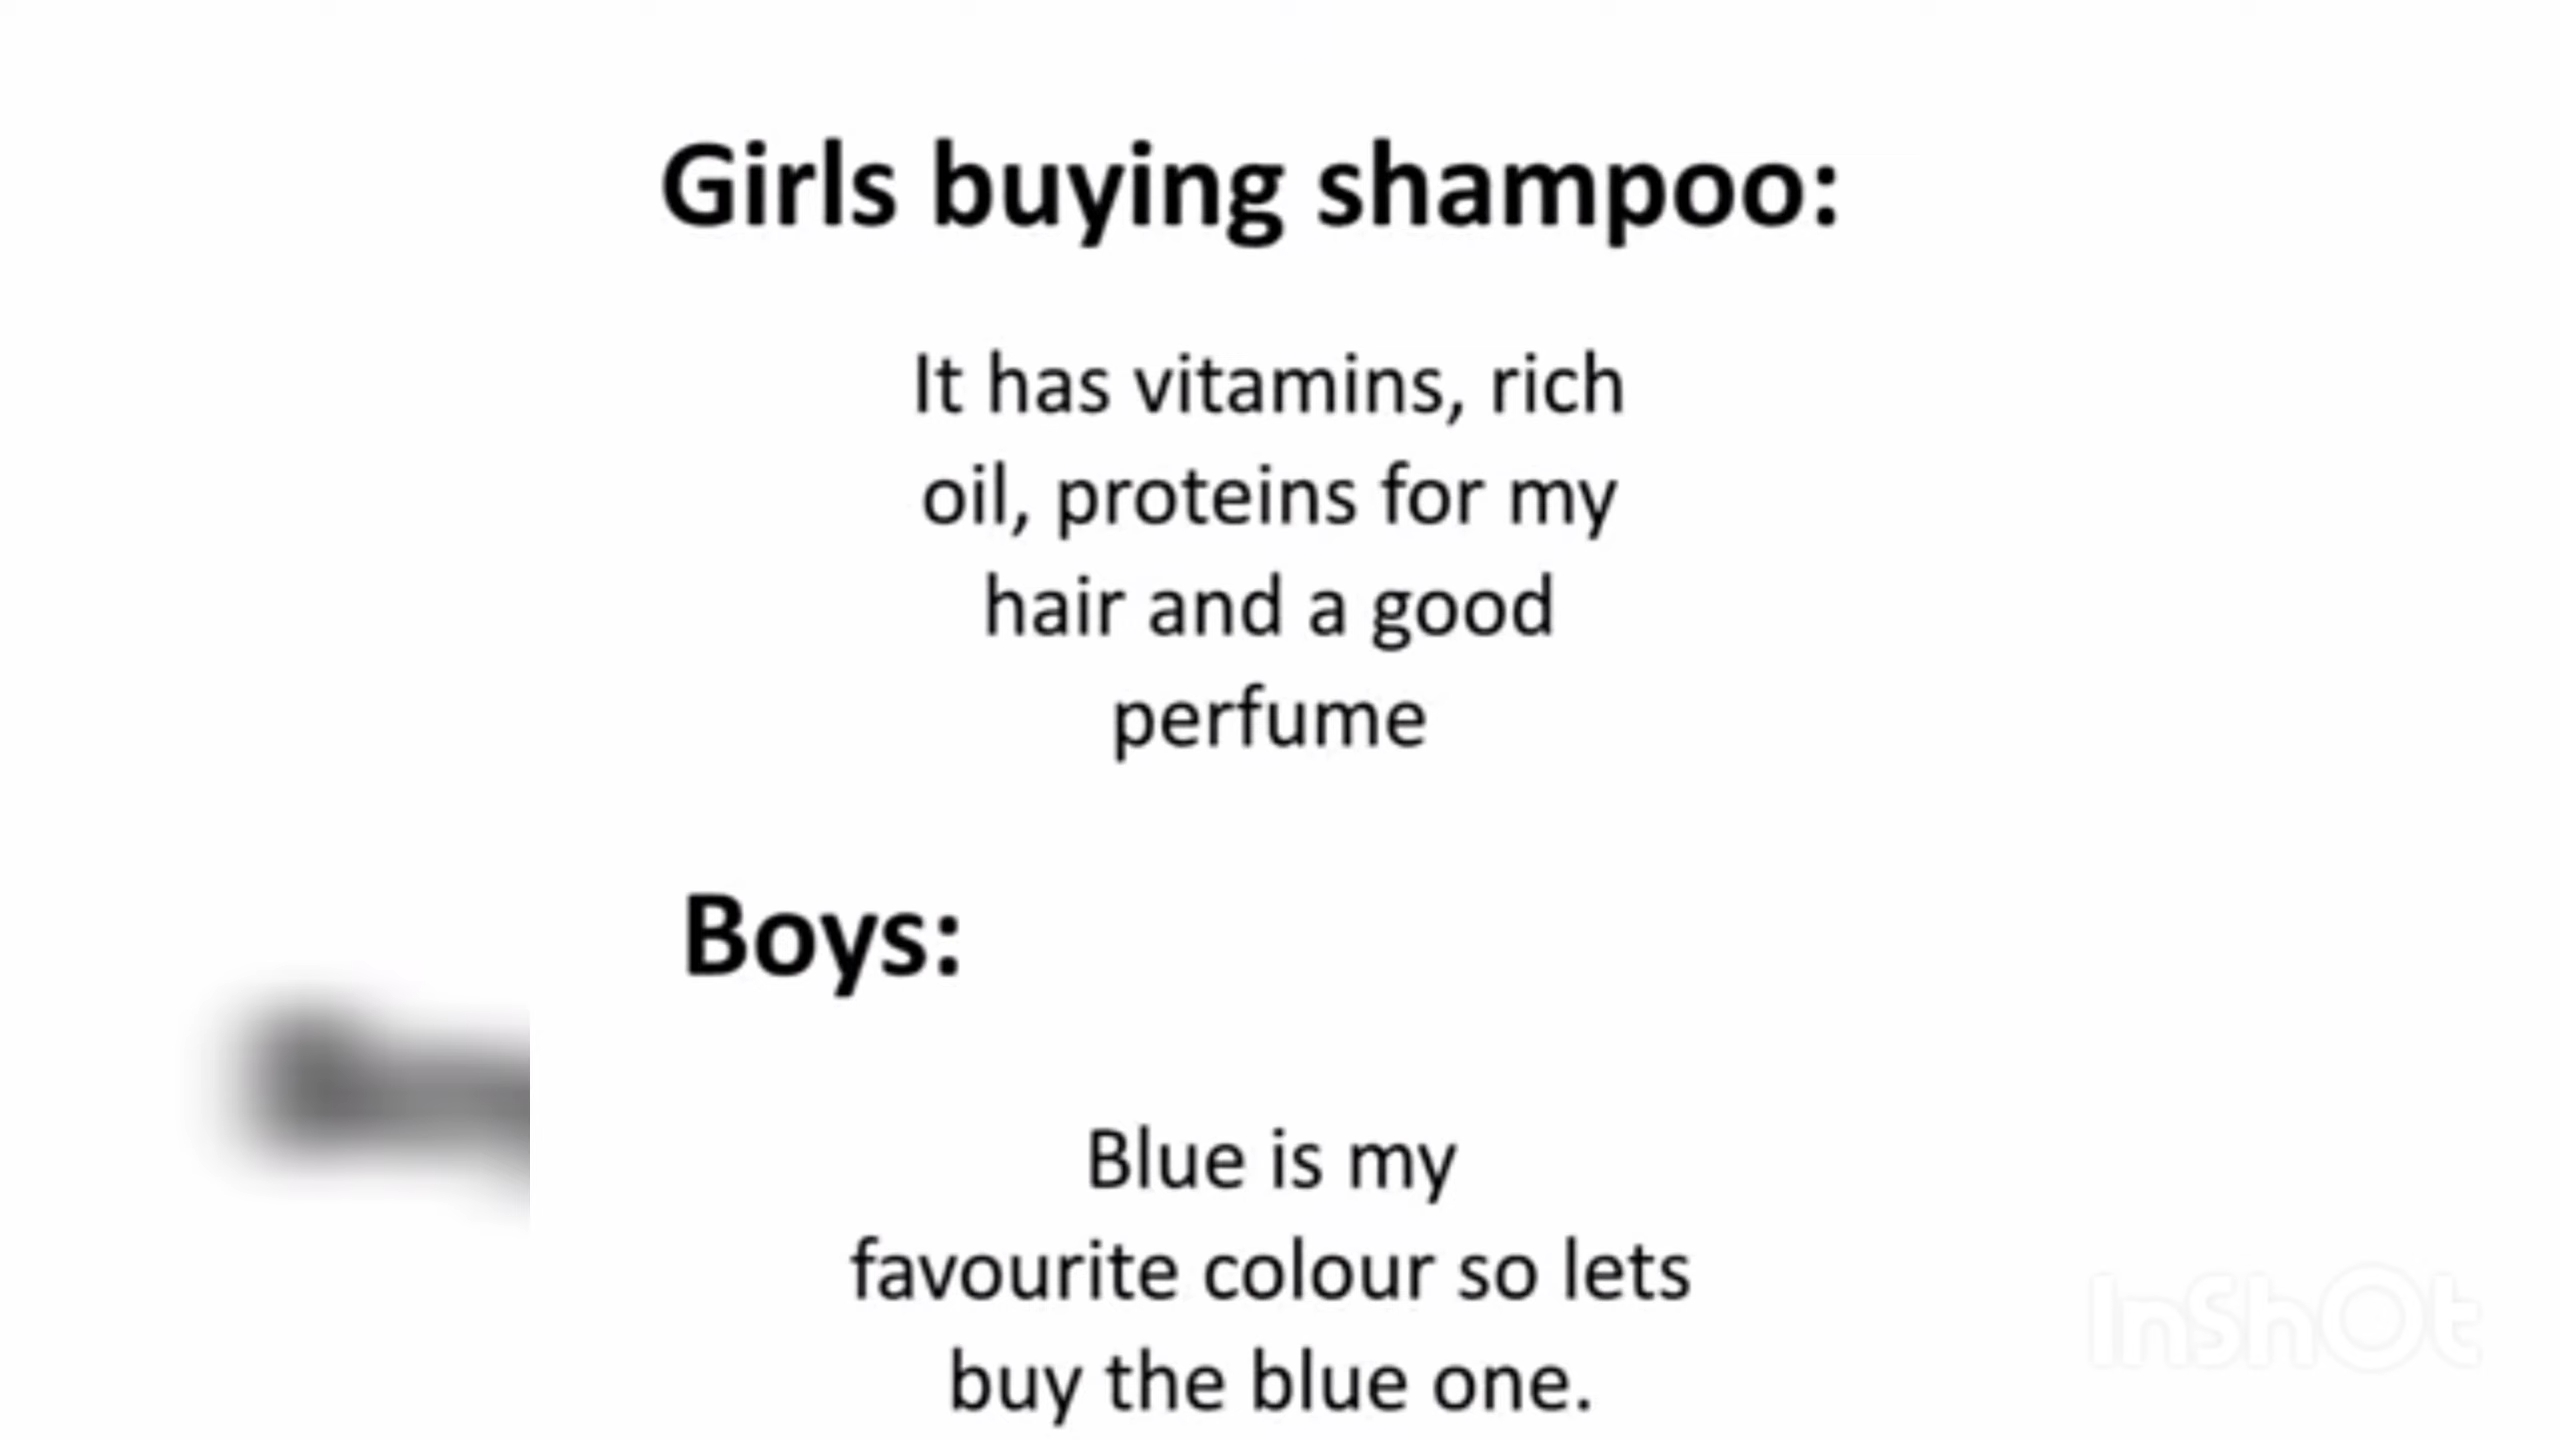 Girls buying shampoo:
It has vitamins, rich
oil, proteins for my
hair and a good
perfume
Boys:
Blue is my
favourite colour so lets
buy the blue one.
InShOt